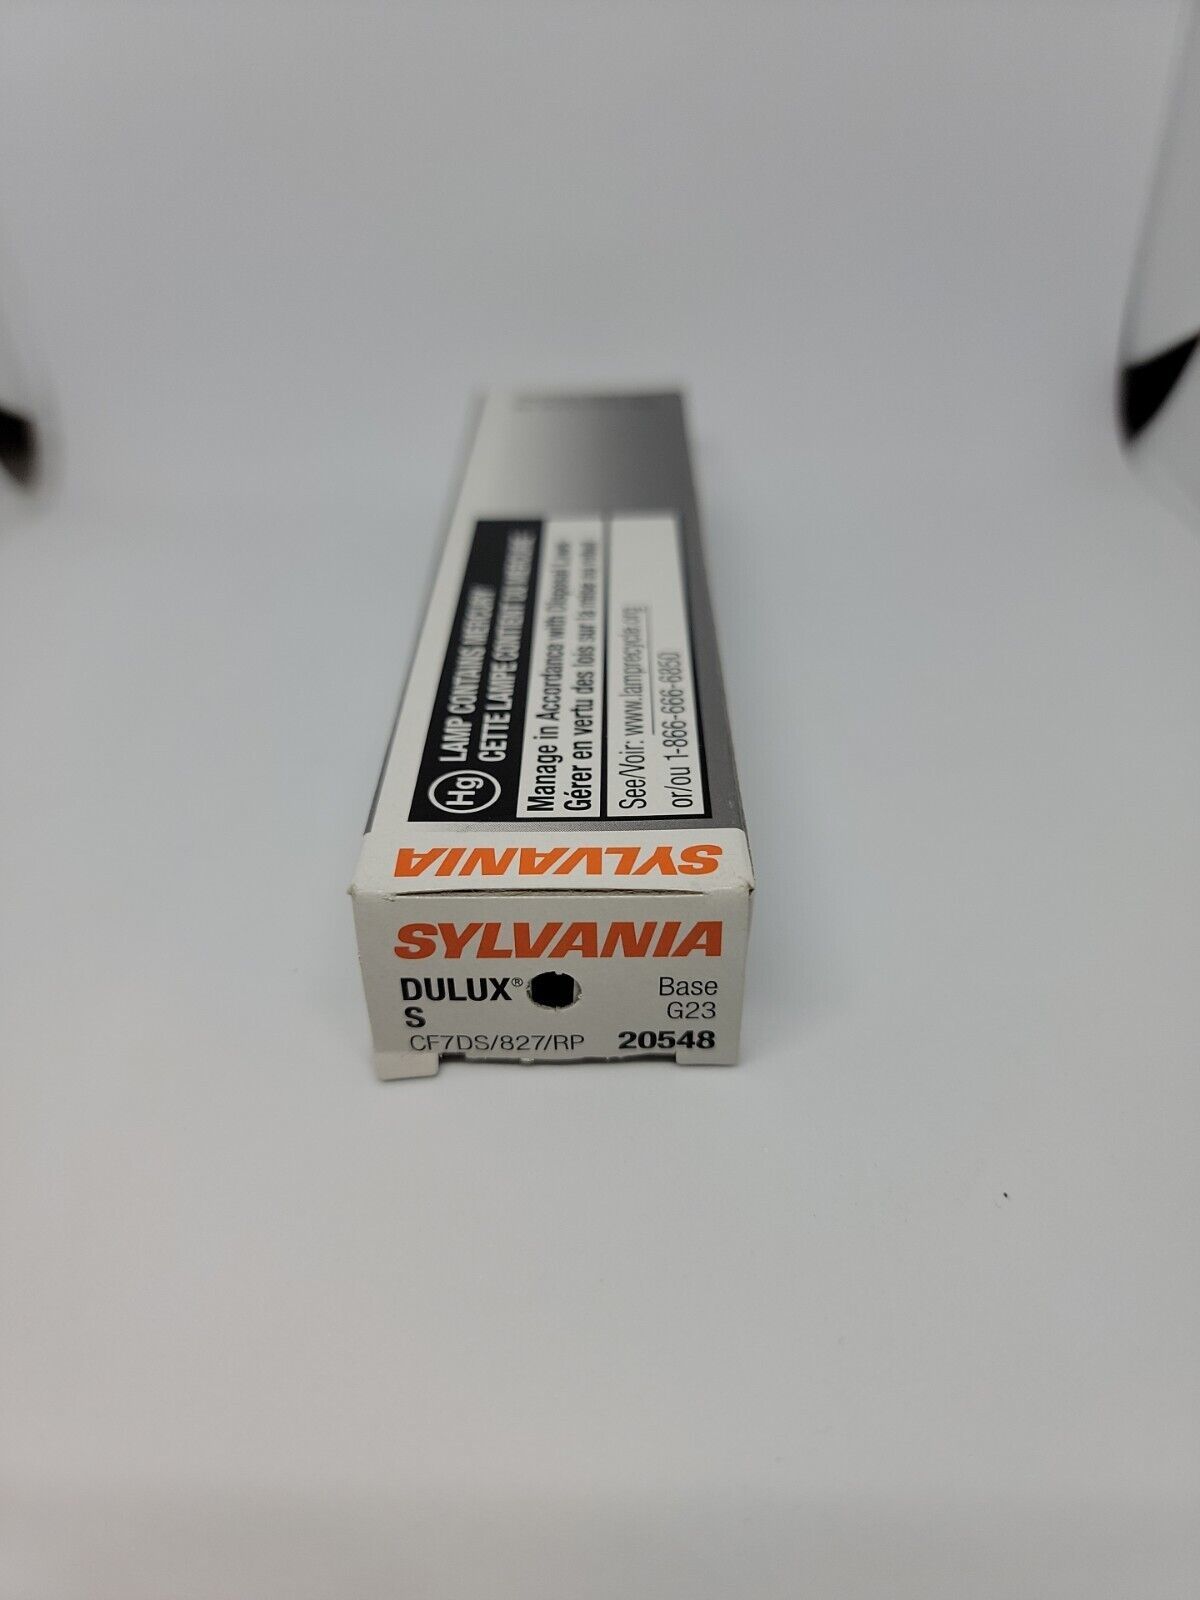 Hg LAMP CONTAINS MERCURY
CETTE LAMPE CONTIENT DU MERCURE
Manage in Accordance with Disposal Laws
Gérer en vertu des lois sur la mise au rebut
See/Voir: www.lamprecycle.org
or/ou 1-866-666-6850
SYLVANIA
SYLVANIA
DULUX® Base
S G23
CF7DS/827/RP 20548